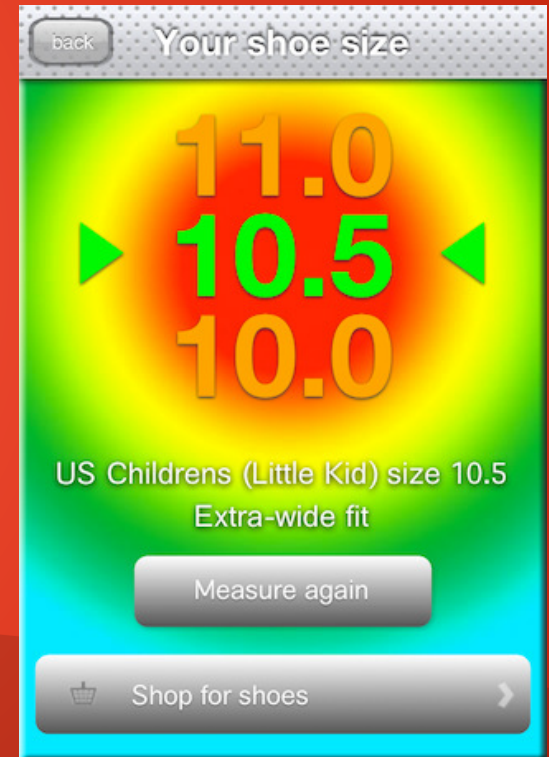 back
Your shoe size
11.0
10.5
10.0
US Childrens (Little Kid) size 10.5
Extra-wide fit
Measure again
Shop for shoes